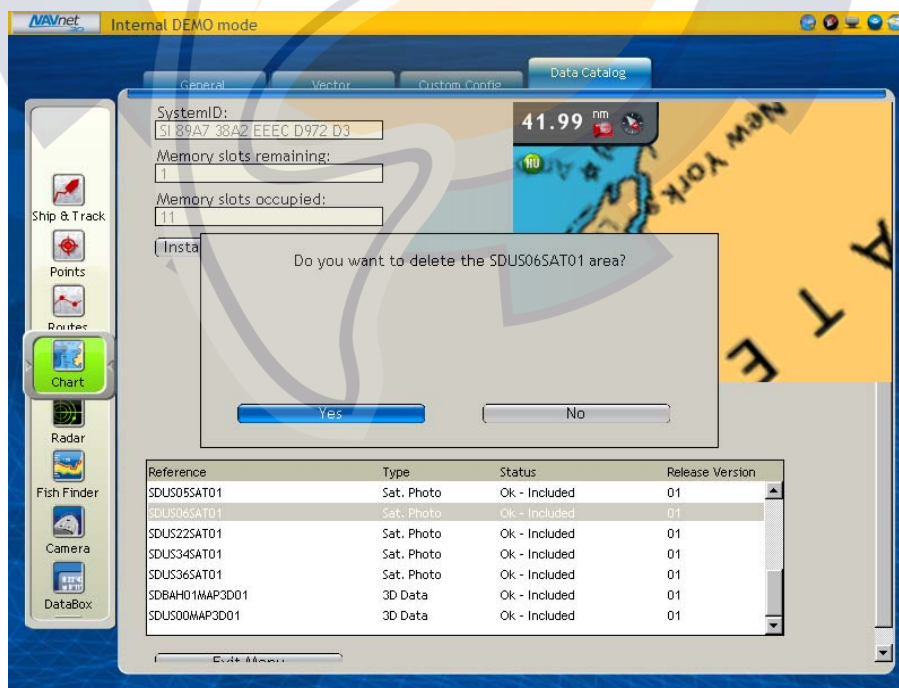 NAVnet 3D
Internal DEMO mode
General
Vector
Custom Config
Data Catalog
SystemID:
SI 89A7 38A2 EEEC D972 D3
Memory slots remaining:
1
Memory slots occupied:
11
Insta
41.99 nm
HU
New York
A
T
E
Do you want to delete the SDUS06SAT01 area?
Yes
No
Ship & Track
Points
Routes
Chart
Radar
Fish Finder
Camera
DataBox
Reference Type Status Release Version
SDUS05SAT01 Sat. Photo Ok - Included 01
SDUS06SAT01 Sat. Photo Ok - Included 01
SDUS22SAT01 Sat. Photo Ok - Included 01
SDUS34SAT01 Sat. Photo Ok - Included 01
SDUS36SAT01 Sat. Photo Ok - Included 01
SDBAH01MAP3D01 3D Data Ok - Included 01
SDUS00MAP3D01 3D Data Ok - Included 01
Exit Menu